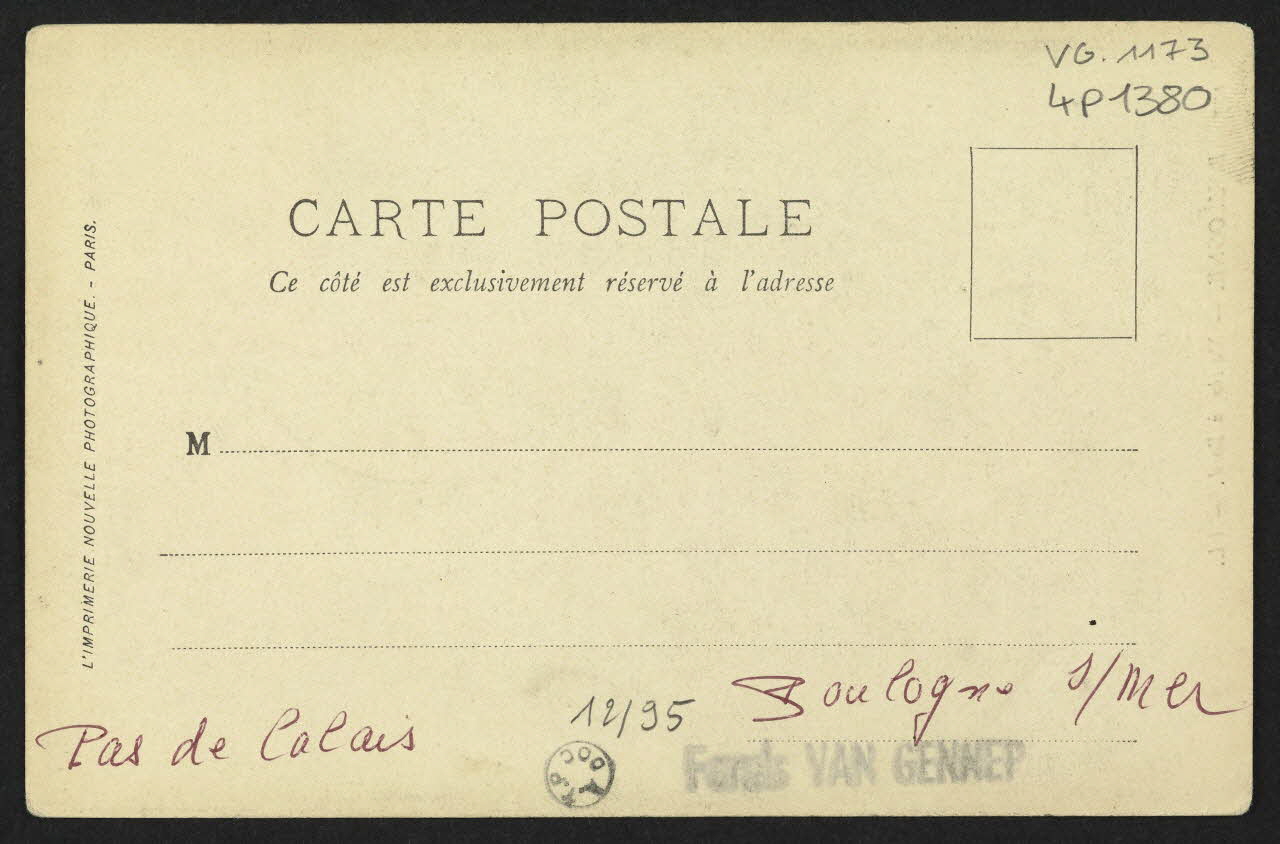 VG. 1173
4P1380
CARTE POSTALE
Ce côté est exclusivement réservé à l'adresse
L'IMPRIMERIE NOUVELLE PHOTOGRAPHIQUE. - PARIS.
M
Boulogne s/Mer
12/95
Pas de Calais
Fonds VAN GENNEP
A.T.P DOC